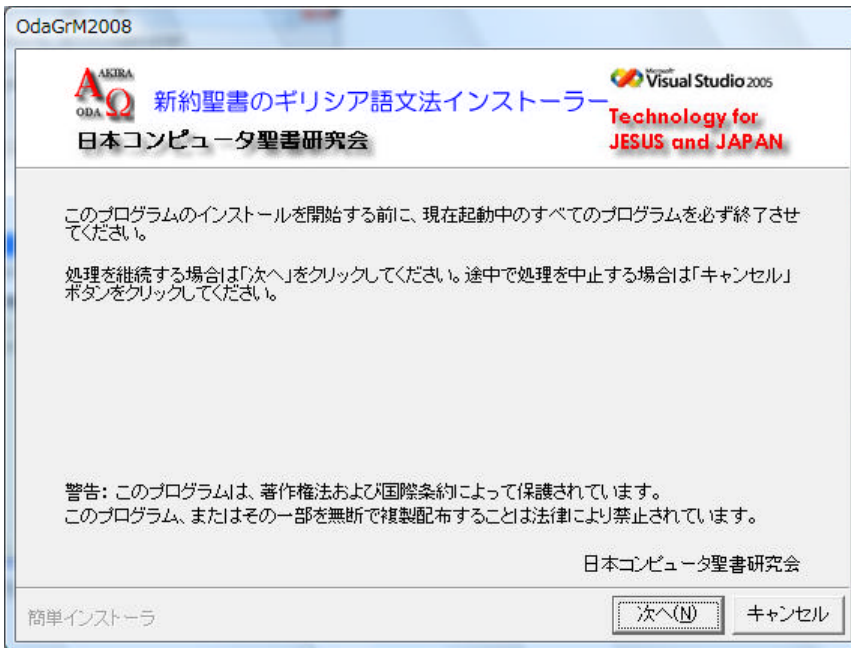 OdaGrM2008
AKIRA
ΑΩ
ODA
新約聖書のギリシア語文法インストーラー
日本コンピュータ聖書研究会
Microsoft
Visual Studio 2005
Technology for
JESUS and JAPAN
このプログラムのインストールを開始する前に、現在起動中のすべてのプログラムを必ず終了させ
てください。
処理を継続する場合は「次へ」をクリックしてください。途中で処理を中止する場合は「キャンセル」
ボタンをクリックしてください。
警告: このプログラムは、著作権法および国際条約によって保護されています。
このプログラム、またはその一部を無断で複製配布することは法律により禁止されています。
日本コンピュータ聖書研究会
簡単インストーラ
次へ(N)
キャンセル